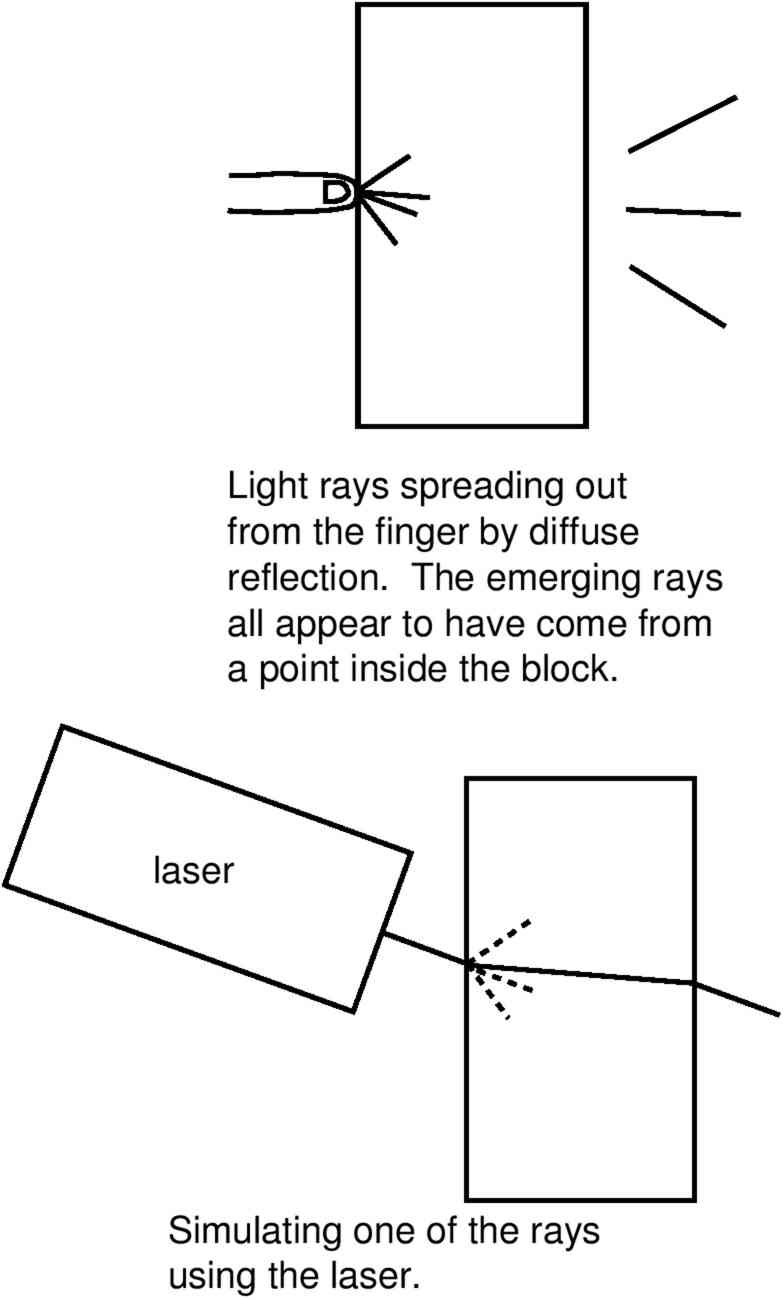 Light rays spreading out
from the finger by diffuse
reflection.  The emerging rays
all appear to have come from
a point inside the block.
laser
Simulating one of the rays
using the laser.